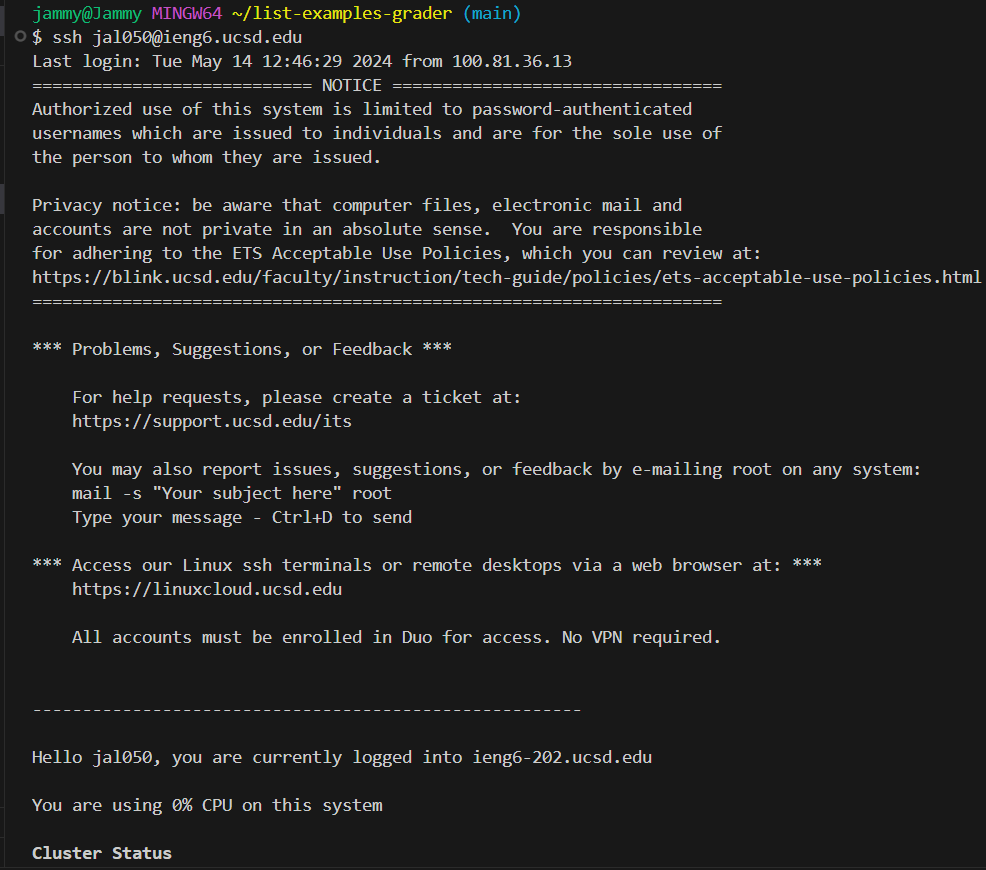 jammy@Jammy MINGW64 ~/list-examples-grader (main)
$ ssh jal050@ieng6.ucsd.edu
Last login: Tue May 14 12:46:29 2024 from 100.81.36.13
============================ NOTICE =================================
Authorized use of this system is limited to password-authenticated
usernames which are issued to individuals and are for the sole use of
the person to whom they are issued.

Privacy notice: be aware that computer files, electronic mail and
accounts are not private in an absolute sense.  You are responsible
for adhering to the ETS Acceptable Use Policies, which you can review at:
https://blink.ucsd.edu/faculty/instruction/tech-guide/policies/ets-acceptable-use-policies.html
=====================================================================

*** Problems, Suggestions, or Feedback ***

    For help requests, please create a ticket at:
    https://support.ucsd.edu/its

    You may also report issues, suggestions, or feedback by e-mailing root on any system:
    mail -s "Your subject here" root
    Type your message - Ctrl+D to send

*** Access our Linux ssh terminals or remote desktops via a web browser at: ***
    https://linuxcloud.ucsd.edu

    All accounts must be enrolled in Duo for access. No VPN required.

-------------------------------------------------------

Hello jal050, you are currently logged into ieng6-202.ucsd.edu

You are using 0% CPU on this system

Cluster Status